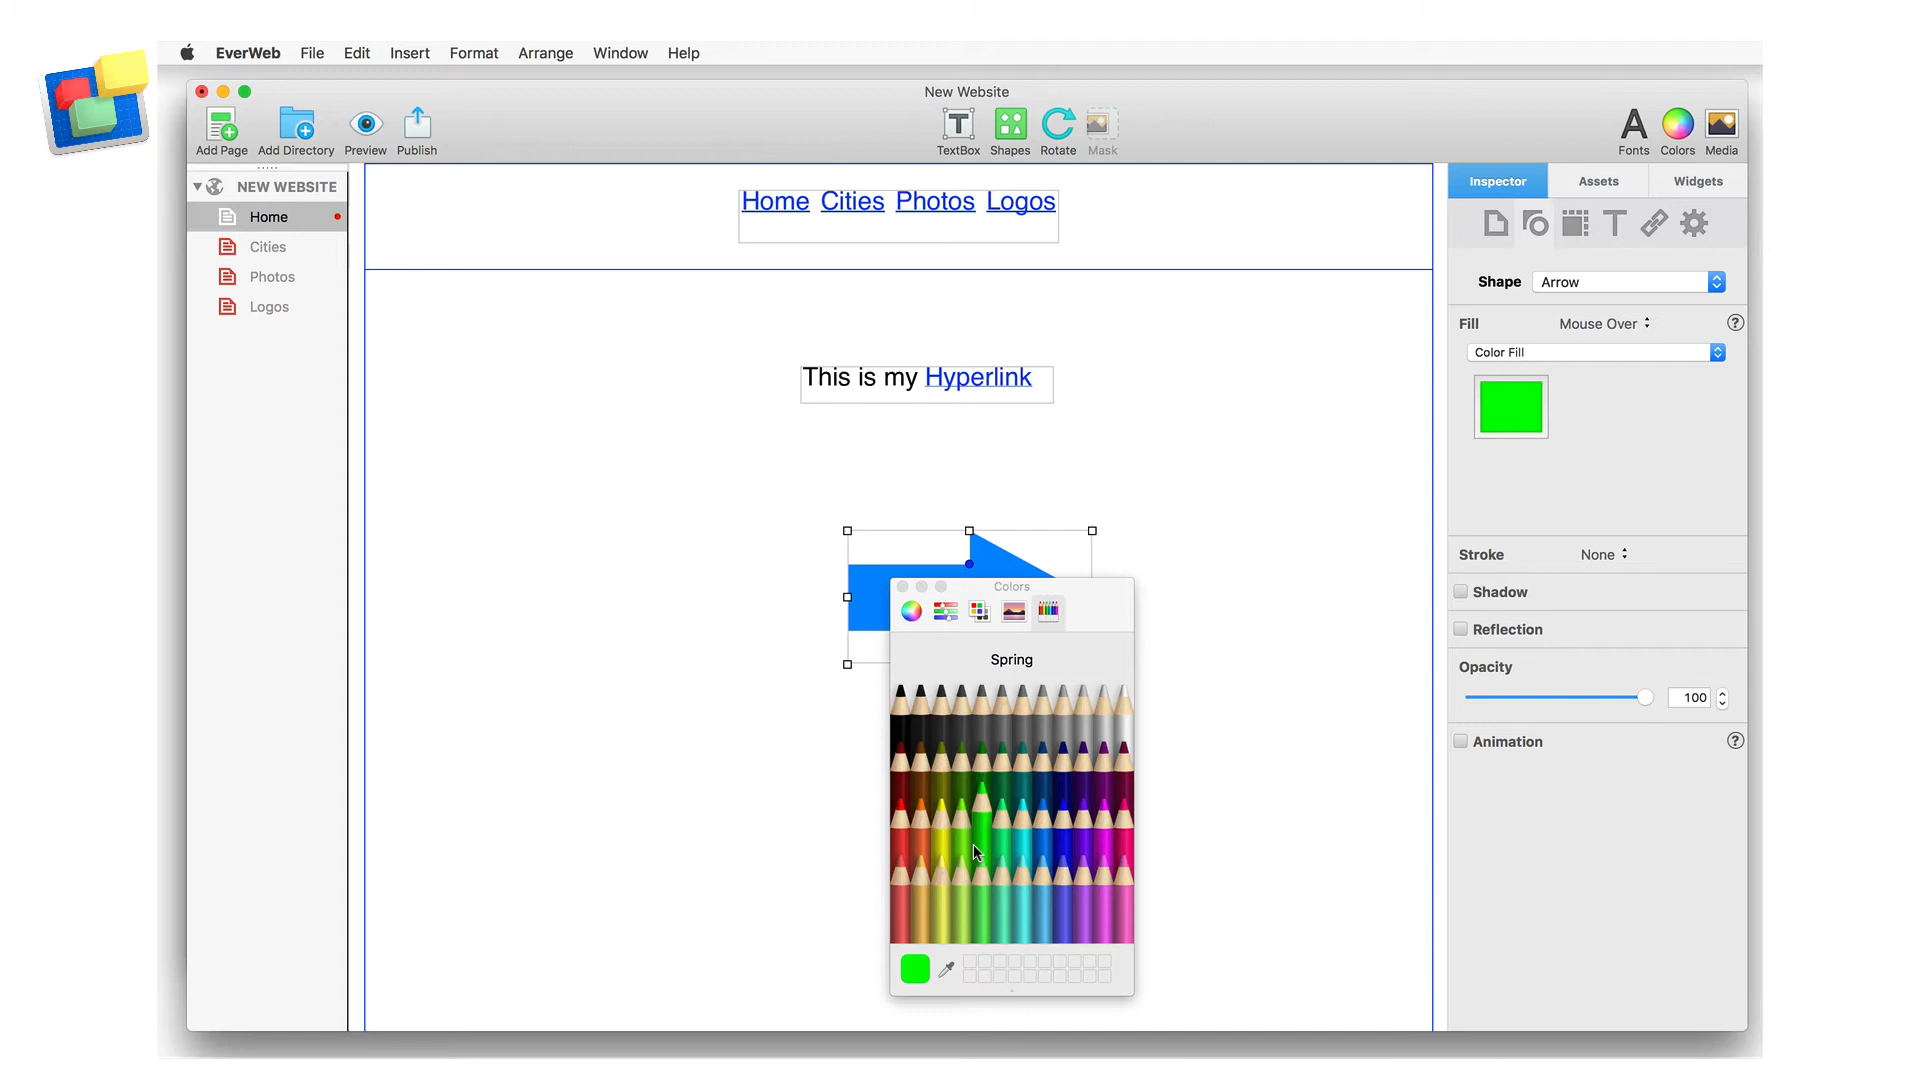 EverWeb File Edit Insert Format Arrange Window Help
New Website
Add Page Add Directory Preview Publish TextBox Shapes Rotate Mask Fonts Colors Media
NEW WEBSITE
Home
Cities
Photos
Logos
Home Cities Photos Logos
This is my Hyperlink
Colors
Spring
Inspector Assets Widgets
Shape Arrow
Fill Mouse Over ?
Color Fill
Stroke None
Shadow
Reflection
Opacity
100
Animation ?